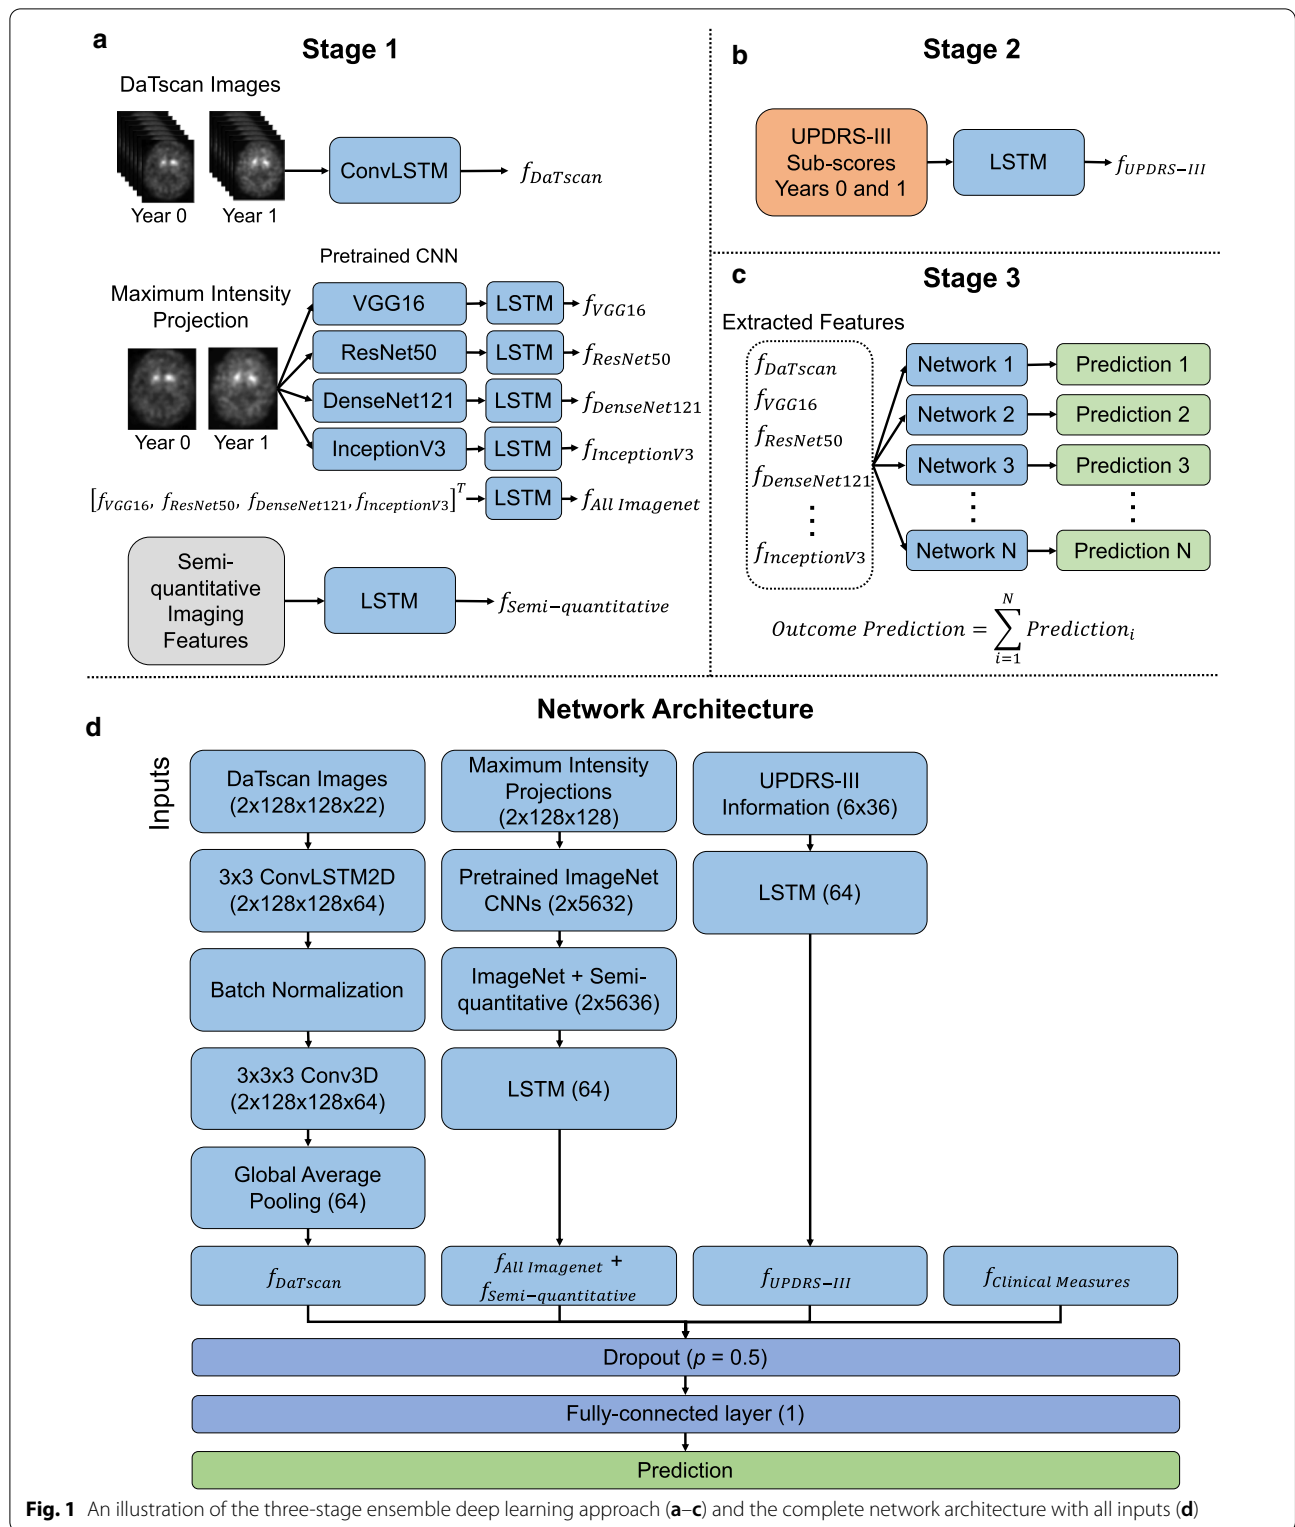 a
Stage 1
DaTscan Images
Year 0
Year 1
ConvLSTM
f_DaTscan
Pretrained CNN
Maximum Intensity
Projection
Year 0
Year 1
VGG16
LSTM
f_VGG16
ResNet50
LSTM
f_ResNet50
DenseNet121
LSTM
f_DenseNet121
InceptionV3
LSTM
f_InceptionV3
[f_VGG16, f_ResNet50, f_DenseNet121, f_InceptionV3]^T
LSTM
f_All Imagenet
Semi-
quantitative
Imaging
Features
LSTM
f_Semi−quantitative
b
Stage 2
UPDRS-III
Sub-scores
Years 0 and 1
LSTM
f_UPDRS−III
c
Stage 3
Extracted Features
f_DaTscan
f_VGG16
f_ResNet50
f_DenseNet121
⋮
f_InceptionV3
Network 1
Prediction 1
Network 2
Prediction 2
Network 3
Prediction 3
⋮
⋮
Network N
Prediction N
Outcome Prediction = ∑_{i=1}^{N} Prediction_i
d
Network Architecture
Inputs
DaTscan Images
(2x128x128x22)
3x3 ConvLSTM2D
(2x128x128x64)
Batch Normalization
3x3x3 Conv3D
(2x128x128x64)
Global Average
Pooling (64)
f_DaTscan
Maximum Intensity
Projections
(2x128x128)
Pretrained ImageNet
CNNs (2x5632)
ImageNet + Semi-
quantitative (2x5636)
LSTM (64)
f_All Imagenet +
f_Semi−quantitative
UPDRS-III
Information (6x36)
LSTM (64)
f_UPDRS−III
f_Clinical Measures
Dropout (p = 0.5)
Fully-connected layer (1)
Prediction
Fig. 1 An illustration of the three-stage ensemble deep learning approach (a–c) and the complete network architecture with all inputs (d)